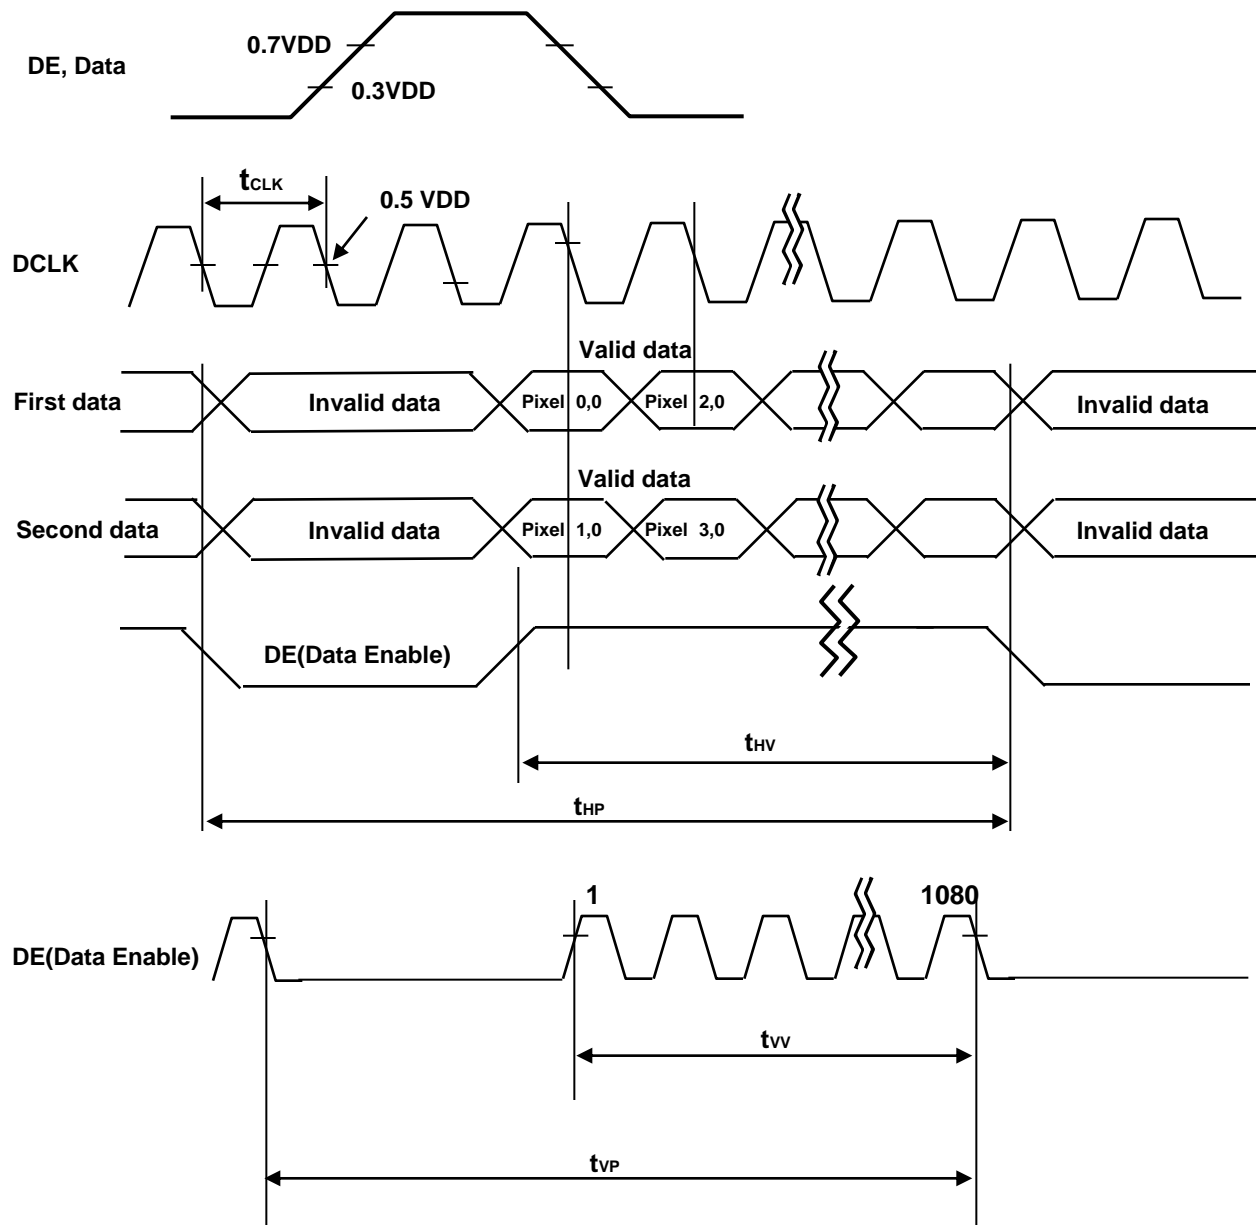 0.7VDD
DE, Data
0.3VDD
tCLK
0.5 VDD
DCLK
Valid data
First data
Invalid data
Pixel 0,0
Pixel 2,0
Invalid data
Valid data
Second data
Invalid data
Pixel 1,0
Pixel 3,0
Invalid data
DE(Data Enable)
tHV
tHP
1
1080
DE(Data Enable)
tVV
tVP